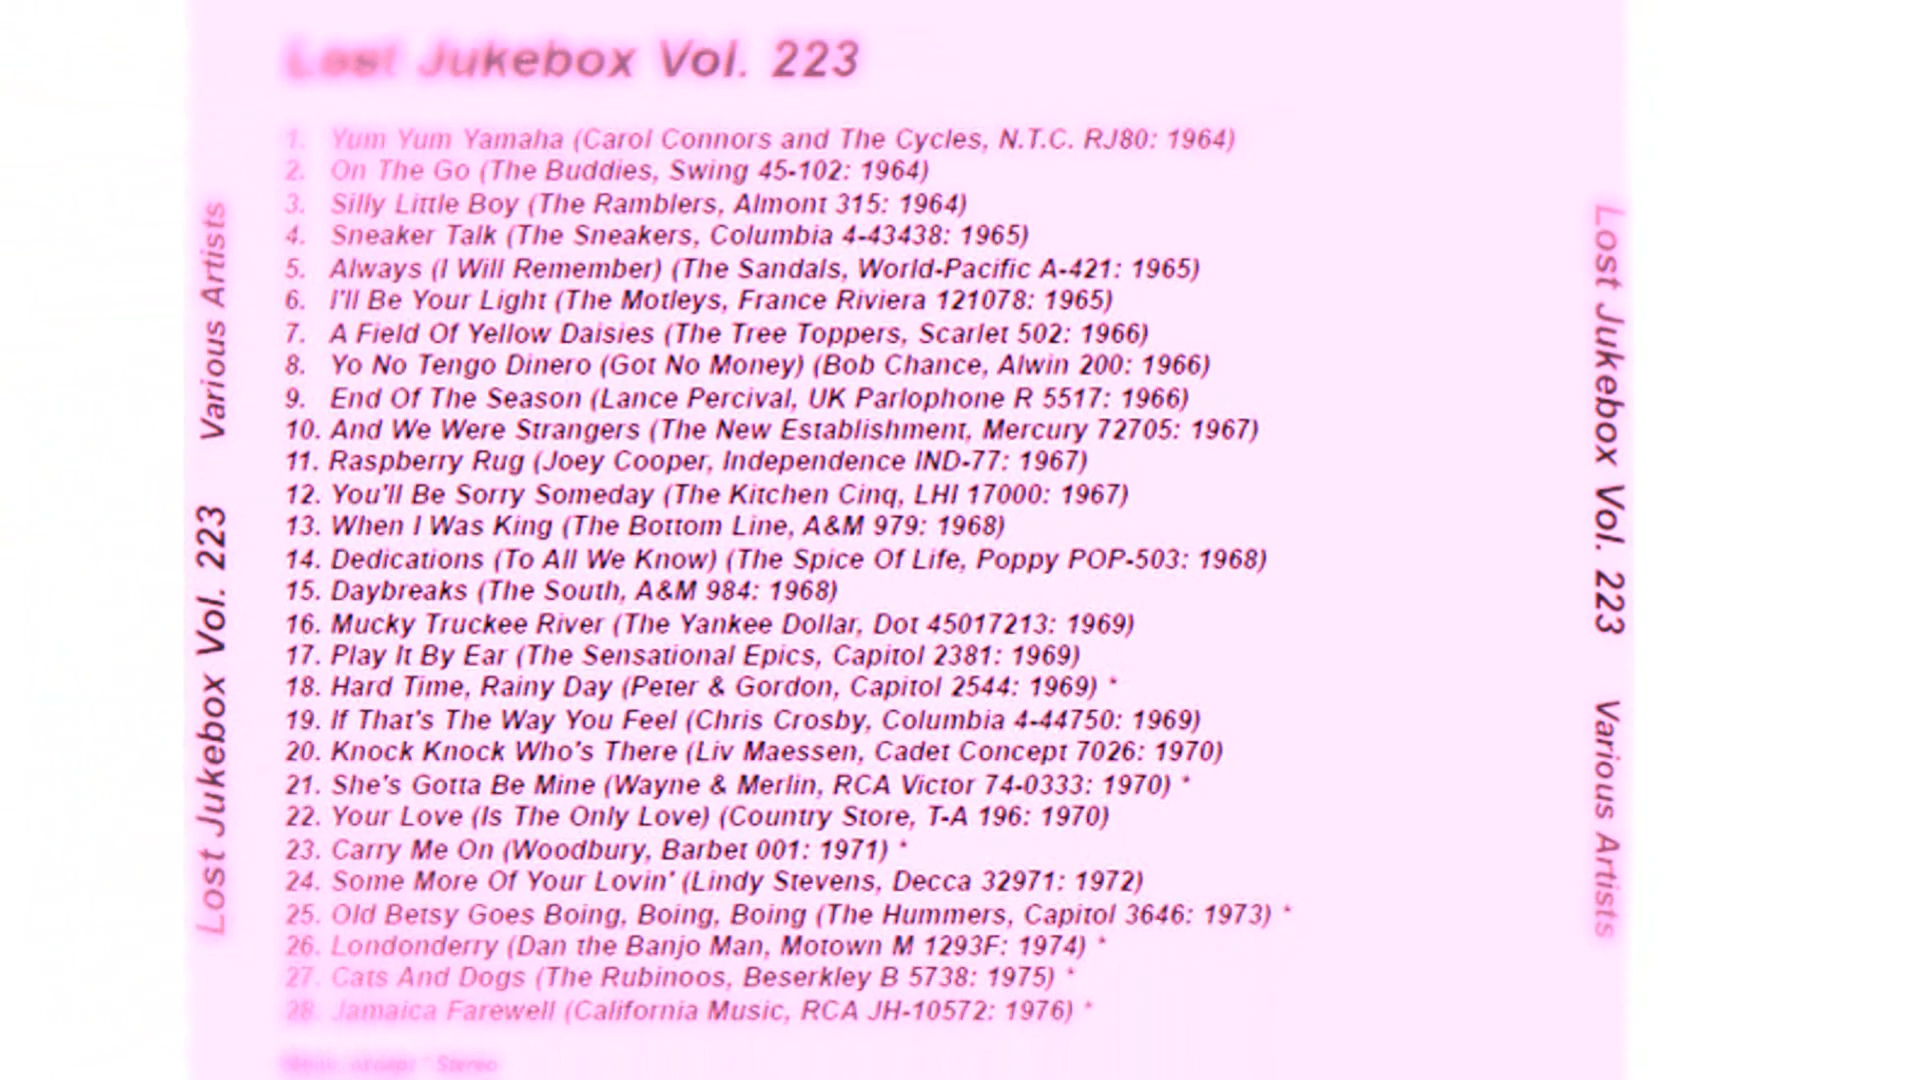 Lost Jukebox Vol. 223
1. Yum Yum Yamaha (Carol Connors and The Cycles, N.T.C. RJ80: 1964)
2. On The Go (The Buddies, Swing 45-102: 1964)
3. Silly Little Boy (The Ramblers, Almont 315: 1964)
4. Sneaker Talk (The Sneakers, Columbia 4-43438: 1965)
5. Always (I Will Remember) (The Sandals, World-Pacific A-421: 1965)
6. I'll Be Your Light (The Motleys, France Riviera 121078: 1965)
7. A Field Of Yellow Daisies (The Tree Toppers, Scarlet 502: 1966)
8. Yo No Tengo Dinero (Got No Money) (Bob Chance, Alwin 200: 1966)
9. End Of The Season (Lance Percival, UK Parlophone R 5517: 1966)
10. And We Were Strangers (The New Establishment, Mercury 72705: 1967)
11. Raspberry Rug (Joey Cooper, Independence IND-77: 1967)
12. You'll Be Sorry Someday (The Kitchen Cinq, LHI 17000: 1967)
13. When I Was King (The Bottom Line, A&M 979: 1968)
14. Dedications (To All We Know) (The Spice Of Life, Poppy POP-503: 1968)
15. Daybreaks (The South, A&M 984: 1968)
16. Mucky Truckee River (The Yankee Dollar, Dot 45017213: 1969)
17. Play It By Ear (The Sensational Epics, Capitol 2381: 1969)
18. Hard Time, Rainy Day (Peter & Gordon, Capitol 2544: 1969) *
19. If That's The Way You Feel (Chris Crosby, Columbia 4-44750: 1969)
20. Knock Knock Who's There (Liv Maessen, Cadet Concept 7026: 1970)
21. She's Gotta Be Mine (Wayne & Merlin, RCA Victor 74-0333: 1970) *
22. Your Love (Is The Only Love) (Country Store, T-A 196: 1970)
23. Carry Me On (Woodbury, Barbet 001: 1971) *
24. Some More Of Your Lovin' (Lindy Stevens, Decca 32971: 1972)
25. Old Betsy Goes Boing, Boing, Boing (The Hummers, Capitol 3646: 1973) *
26. Londonderry (Dan the Banjo Man, Motown M 1293F: 1974) *
27. Cats And Dogs (The Rubinoos, Beserkley B 5738: 1975) *
28. Jamaica Farewell (California Music, RCA JH-10572: 1976) *
* Stereo
Lost Jukebox Vol. 223 Various Artists
Lost Jukebox Vol. 223 Various Artists